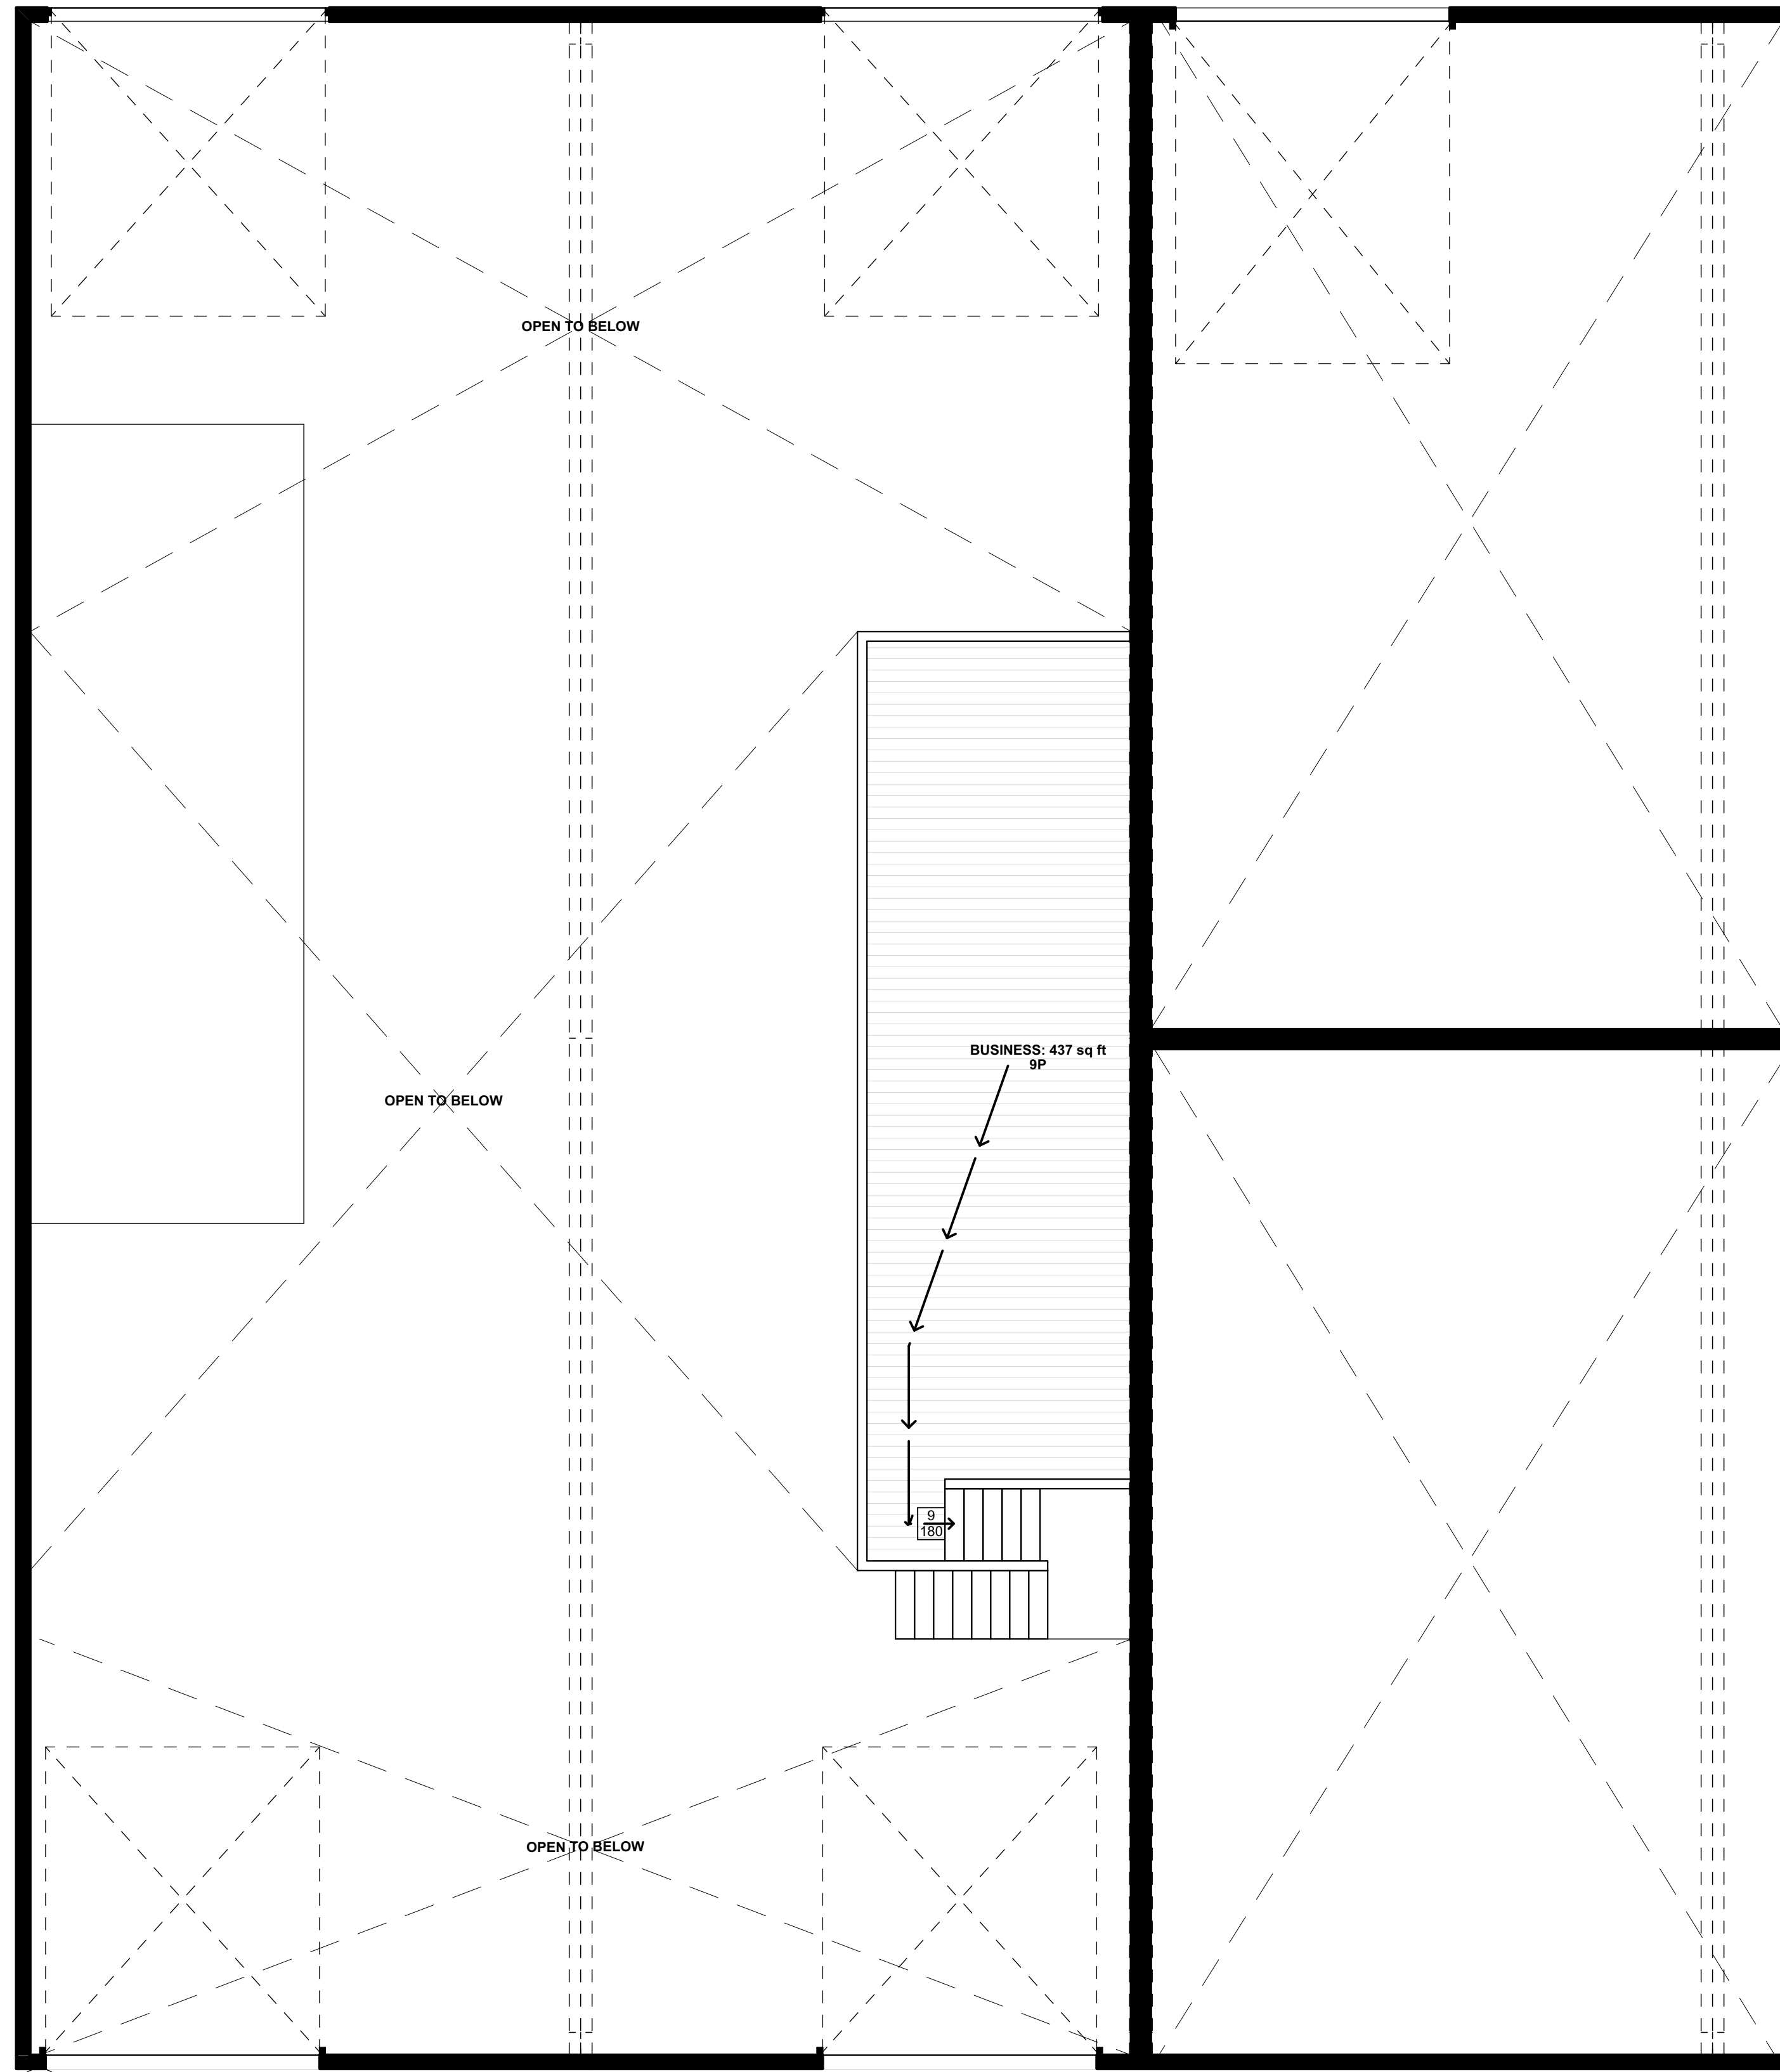 OPEN TO BELOW
BUSINESS: 437 sq ft
9P
OPEN TO BELOW
9
180
OPEN TO BELOW